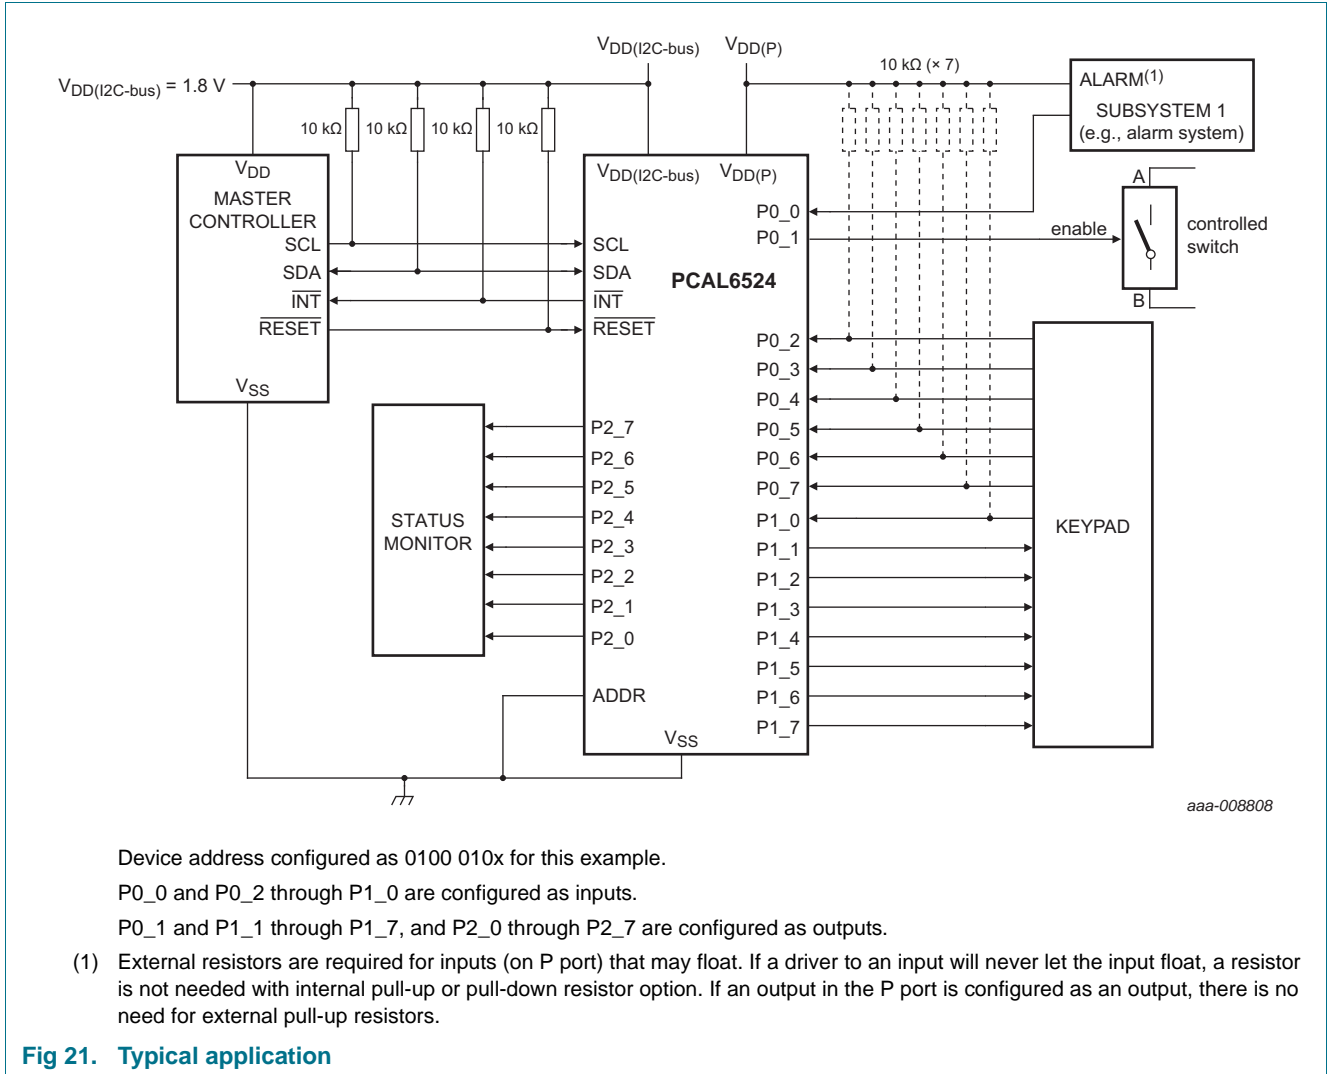 VDD(I2C-bus) VDD(P)
VDD(I2C-bus) = 1.8 V
10 kΩ (× 7)
10 kΩ 10 kΩ 10 kΩ 10 kΩ
ALARM(1)
SUBSYSTEM 1
(e.g., alarm system)
VDD
MASTER
CONTROLLER
SCL
SDA
INT
RESET
VSS
VDD(I2C-bus) VDD(P)
SCL
SDA
INT
RESET
PCAL6524
P0_0
P0_1
enable
A
B
controlled
switch
P0_2
P0_3
P0_4
P0_5
P0_6
P0_7
P1_0
P1_1
P1_2
P1_3
P1_4
P1_5
P1_6
P1_7
KEYPAD
STATUS
MONITOR
P2_7
P2_6
P2_5
P2_4
P2_3
P2_2
P2_1
P2_0
ADDR
VSS
aaa-008808
Device address configured as 0100 010x for this example.
P0_0 and P0_2 through P1_0 are configured as inputs.
P0_1 and P1_1 through P1_7, and P2_0 through P2_7 are configured as outputs.
(1) External resistors are required for inputs (on P port) that may float. If a driver to an input will never let the input float, a resistor
is not needed with internal pull-up or pull-down resistor option. If an output in the P port is configured as an output, there is no
need for external pull-up resistors.
Fig 21. Typical application